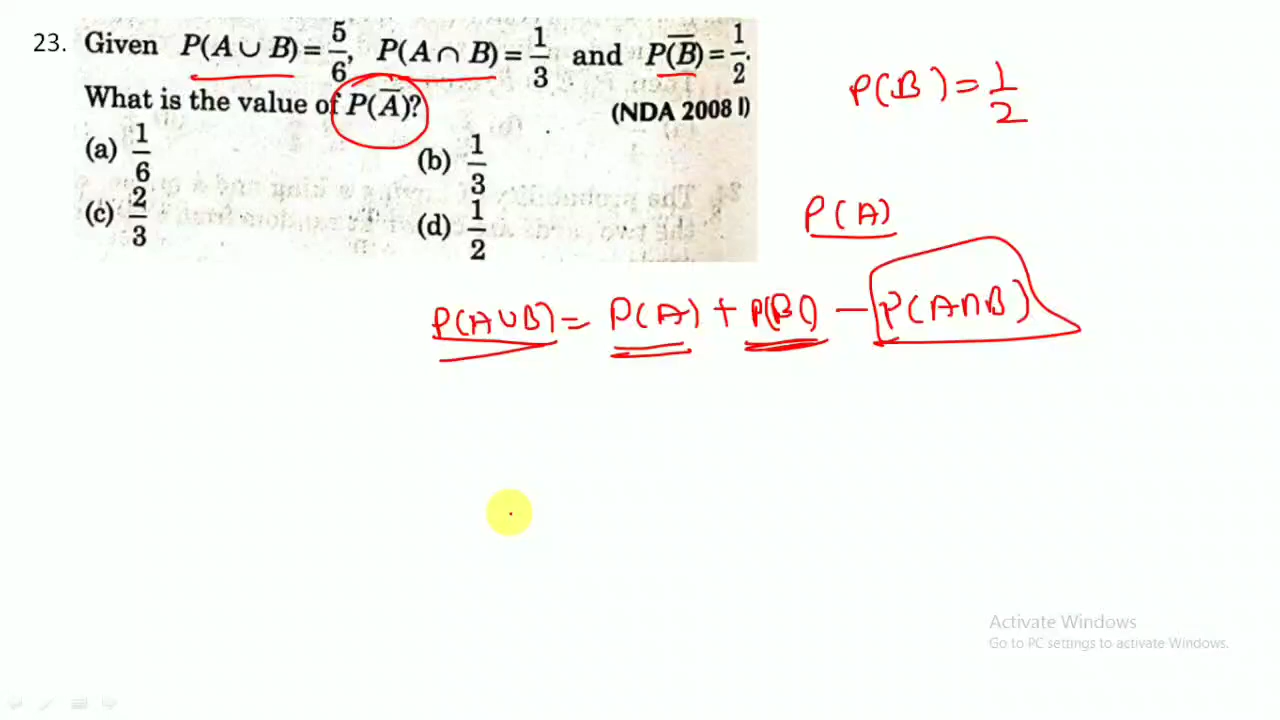 23. Given P(A ∪ B) = 5/6, P(A ∩ B) = 1/3 and P(B̅) = 1/2.
What is the value of P(A̅)?
(NDA 2008 I)
(a) 1/6
(b) 1/3
(c) 2/3
(d) 1/2
P(B) = 1/2
P(A)
P(A∪B) = P(A) + P(B) − P(A∩B)
Activate Windows
Go to PC settings to activate Windows.